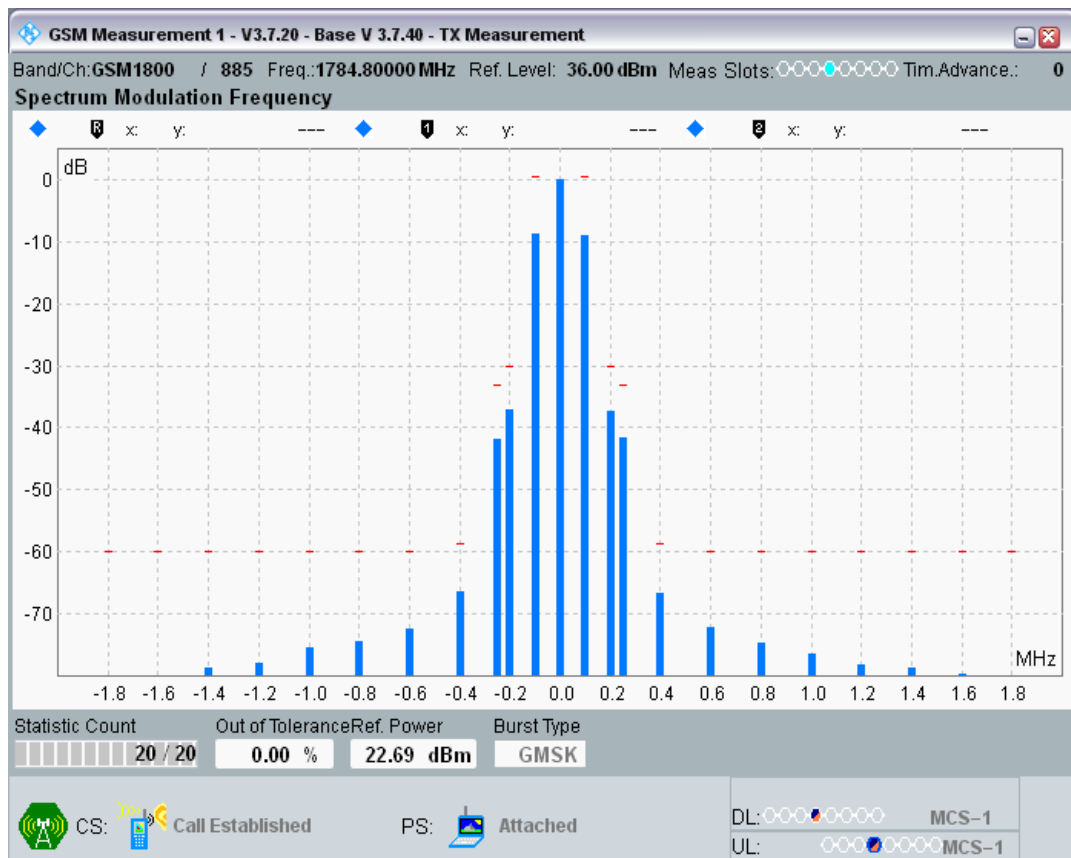 GSM Measurement 1 - V3.7.20 - Base V 3.7.40 - TX Measurement
Band/Ch:GSM1800 / 885 Freq.:1784.80000 MHz Ref. Level: 36.00 dBm Meas Slots: Tim.Advance.: 0
Spectrum Modulation Frequency
R x: y: --- 1 x: y: --- 2 x: y: ---
dB
0
-10
-20
-30
-40
-50
-60
-70
MHz
-1.8 -1.6 -1.4 -1.2 -1.0 -0.8 -0.6 -0.4 -0.2 0.0 0.2 0.4 0.6 0.8 1.0 1.2 1.4 1.6 1.8
Statistic Count Out of Tolerance Ref. Power Burst Type
20 / 20 0.00 % 22.69 dBm GMSK
CS: Call Established PS: Attached
DL: MCS-1
UL: MCS-1